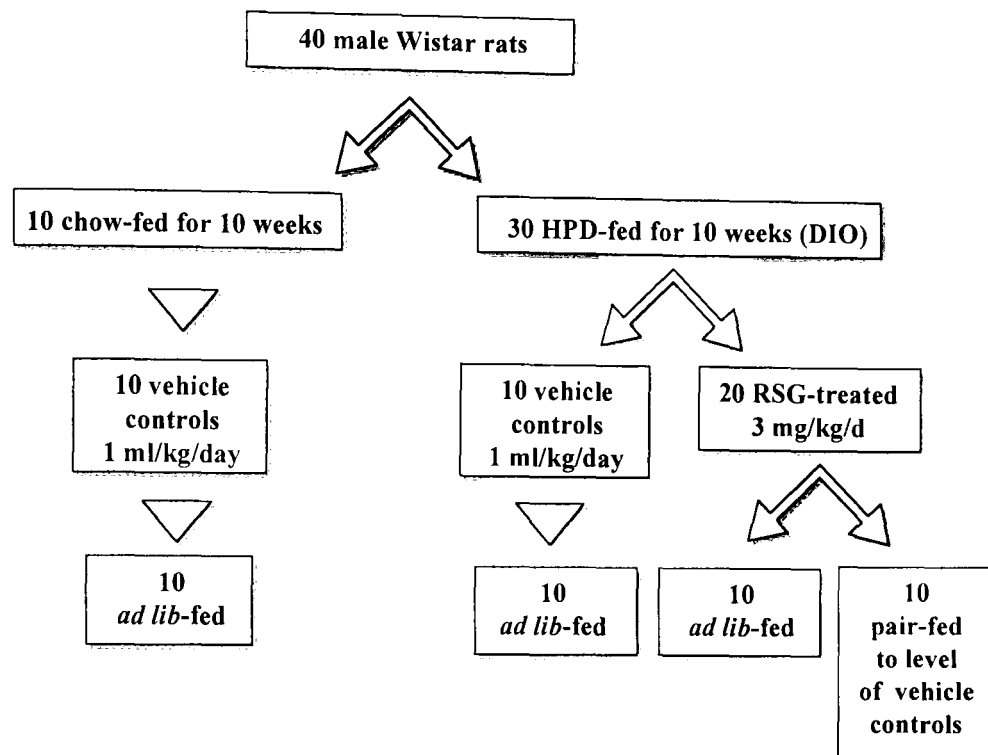 40 male Wistar rats
10 chow-fed for 10 weeks
30 HPD-fed for 10 weeks (DIO)
10 vehicle
controls
1 ml/kg/day
10 vehicle
controls
1 ml/kg/day
20 RSG-treated
3 mg/kg/d
10
ad lib-fed
10
ad lib-fed
10
ad lib-fed
10
pair-fed
to level
of vehicle
controls